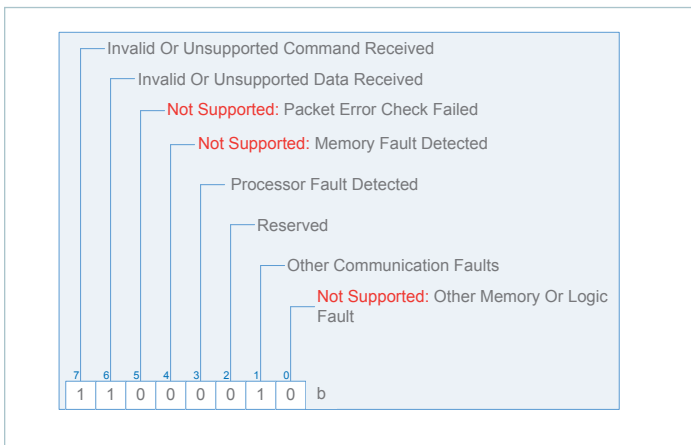 Invalid Or Unsupported Command Received
Invalid Or Unsupported Data Received
Not Supported: Packet Error Check Failed
Not Supported: Memory Fault Detected
Processor Fault Detected
Reserved
Other Communication Faults
Not Supported: Other Memory Or Logic
Fault
7 6 5 4 3 2 1 0
1 1 0 0 0 0 1 0 b